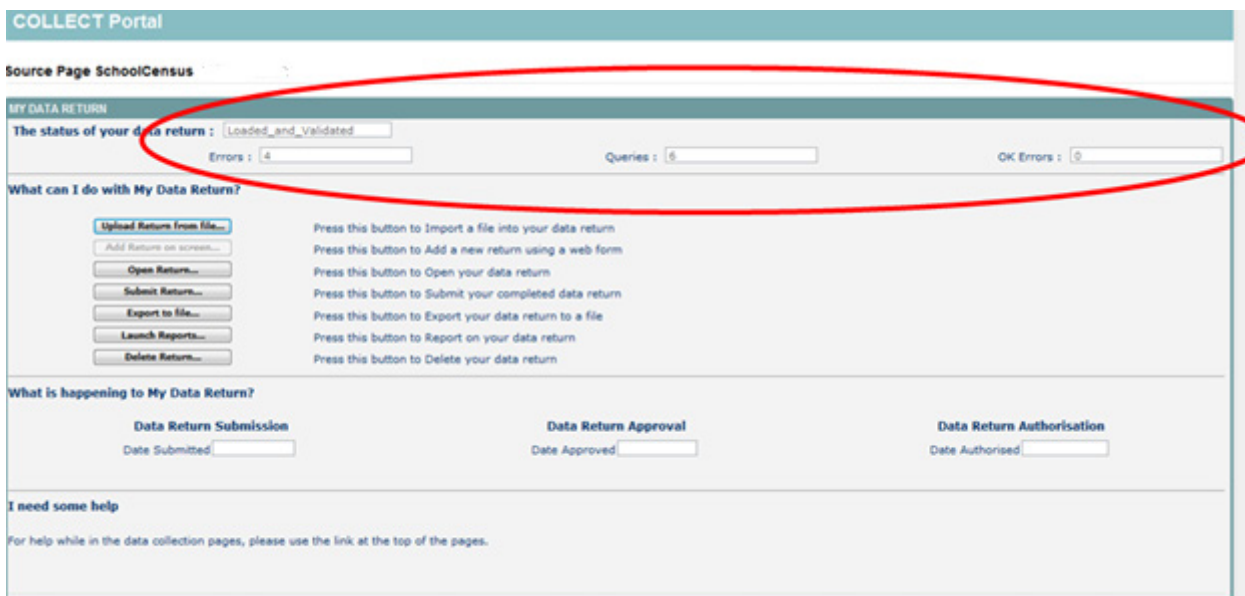 COLLECT Portal
Source Page SchoolCensus
MY DATA RETURN
The status of your data return : Loaded_and_Validated
Errors : 4 Queries : 6 OK Errors : 0
What can I do with My Data Return?
Upload Return from file... Press this button to Import a file into your data return
Add Return on screen... Press this button to Add a new return using a web form
Open Return... Press this button to Open your data return
Submit Return... Press this button to Submit your completed data return
Export to file... Press this button to Export your data return to a file
Launch Reports... Press this button to Report on your data return
Delete Return... Press this button to Delete your data return
What is happening to My Data Return?
Data Return Submission Data Return Approval Data Return Authorisation
Date Submitted Date Approved Date Authorised
I need some help
For help while in the data collection pages, please use the link at the top of the pages.